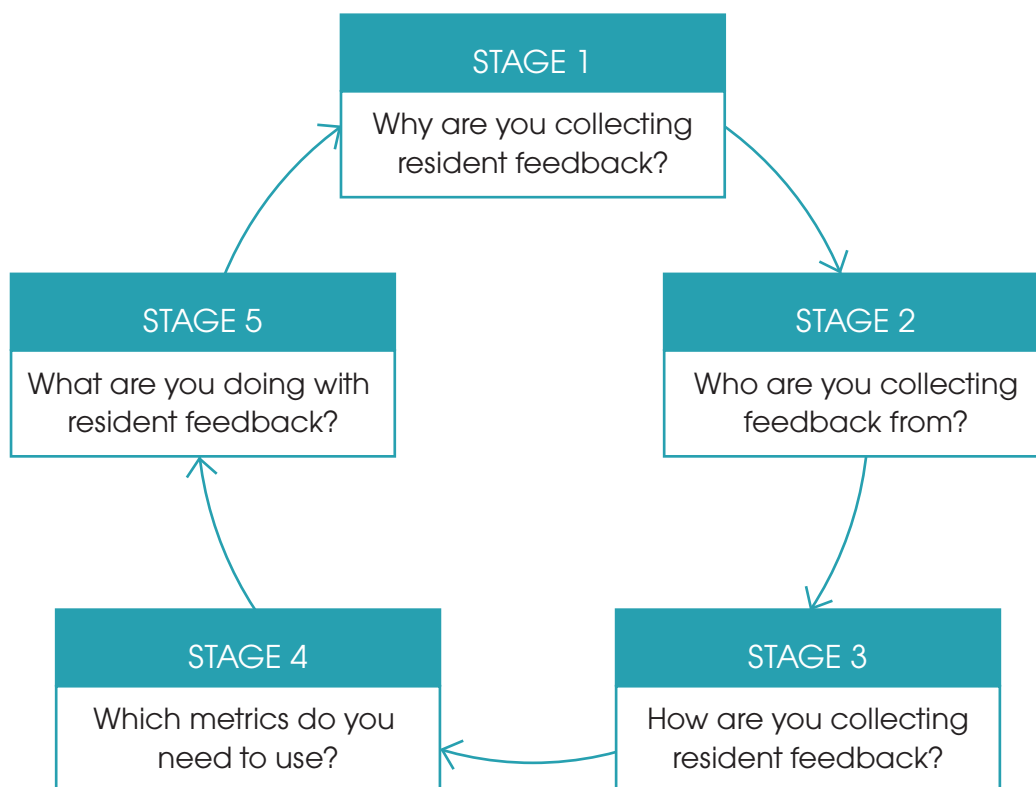 STAGE 1
Why are you collecting
resident feedback?
STAGE 2
Who are you collecting
feedback from?
STAGE 3
How are you collecting
resident feedback?
STAGE 4
Which metrics do you
need to use?
STAGE 5
What are you doing with
resident feedback?